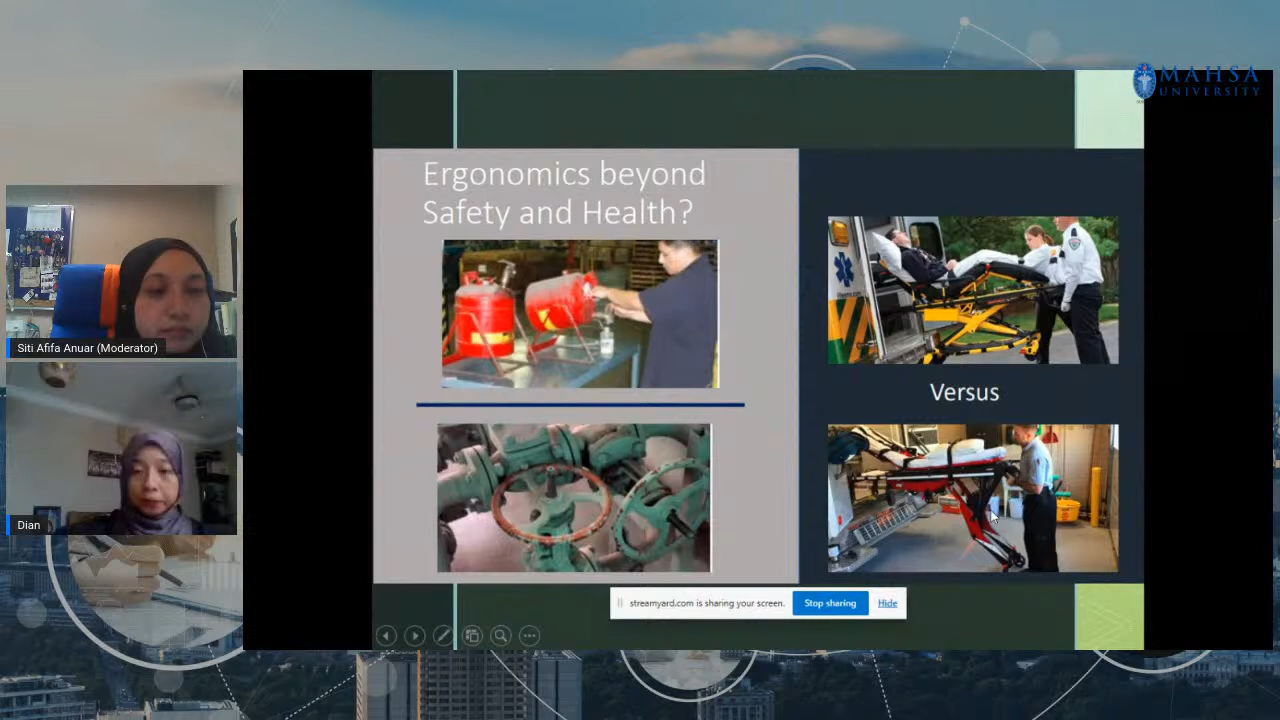 MAHSA
UNIVERSITY
Ergonomics beyond
Safety and Health?
Versus
Siti Afifa Anuar (Moderator)
Dian
streamyard.com is sharing your screen.
Stop sharing
Hide